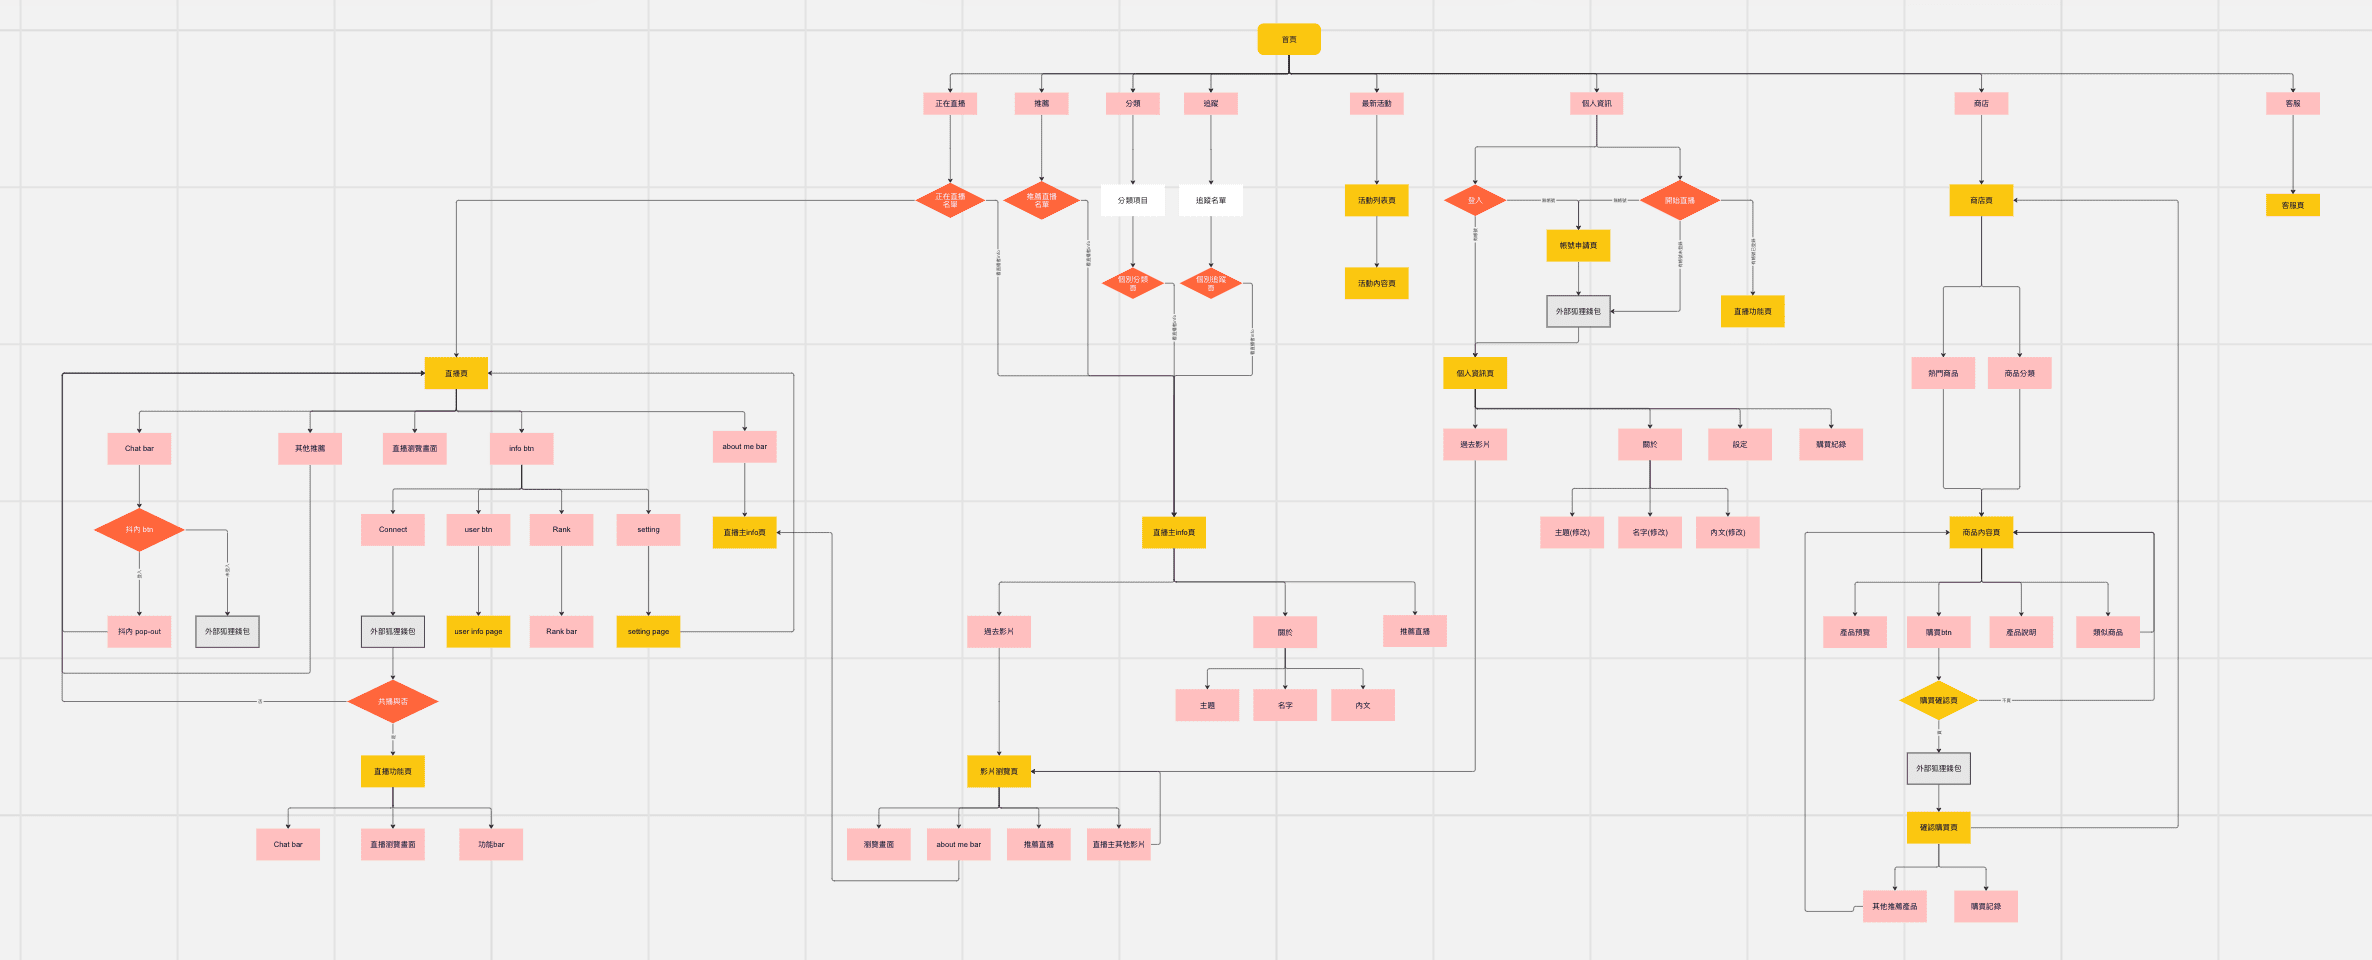 首頁
正在直播
推薦
分類
追蹤
最新活動
個人資訊
商店
客服
正在直播
名單
推薦直播
名單
分類項目
追蹤名單
活動列表頁
登入
開始直播
商店頁
客服頁
帳號申請頁
個別分類
頁
個別追蹤
頁
活動內容頁
外部狐狸錢包
直播功能頁
直播頁
個人資訊頁
熱門商品
商品分類
Chat bar
其他推薦
直播瀏覽畫面
info btn
about me bar
過去影片
關於
設定
購買紀錄
抖內 btn
Connect
user btn
Rank
setting
直播主info頁
直播主info頁
主題(修改)
名字(修改)
內文(修改)
商品內容頁
登入
未登入
抖內 pop-out
外部狐狸錢包
外部狐狸錢包
user info page
Rank bar
setting page
過去影片
關於
推薦直播
產品預覽
購買btn
產品說明
類似商品
共播與否
否
主題
名字
內文
購買確認頁
不買
買
直播功能頁
影片瀏覽頁
外部狐狸錢包
確認購買頁
Chat bar
直播瀏覽畫面
功能bar
瀏覽畫面
about me bar
推薦直播
直播主其他影片
其他推薦產品
購買記錄